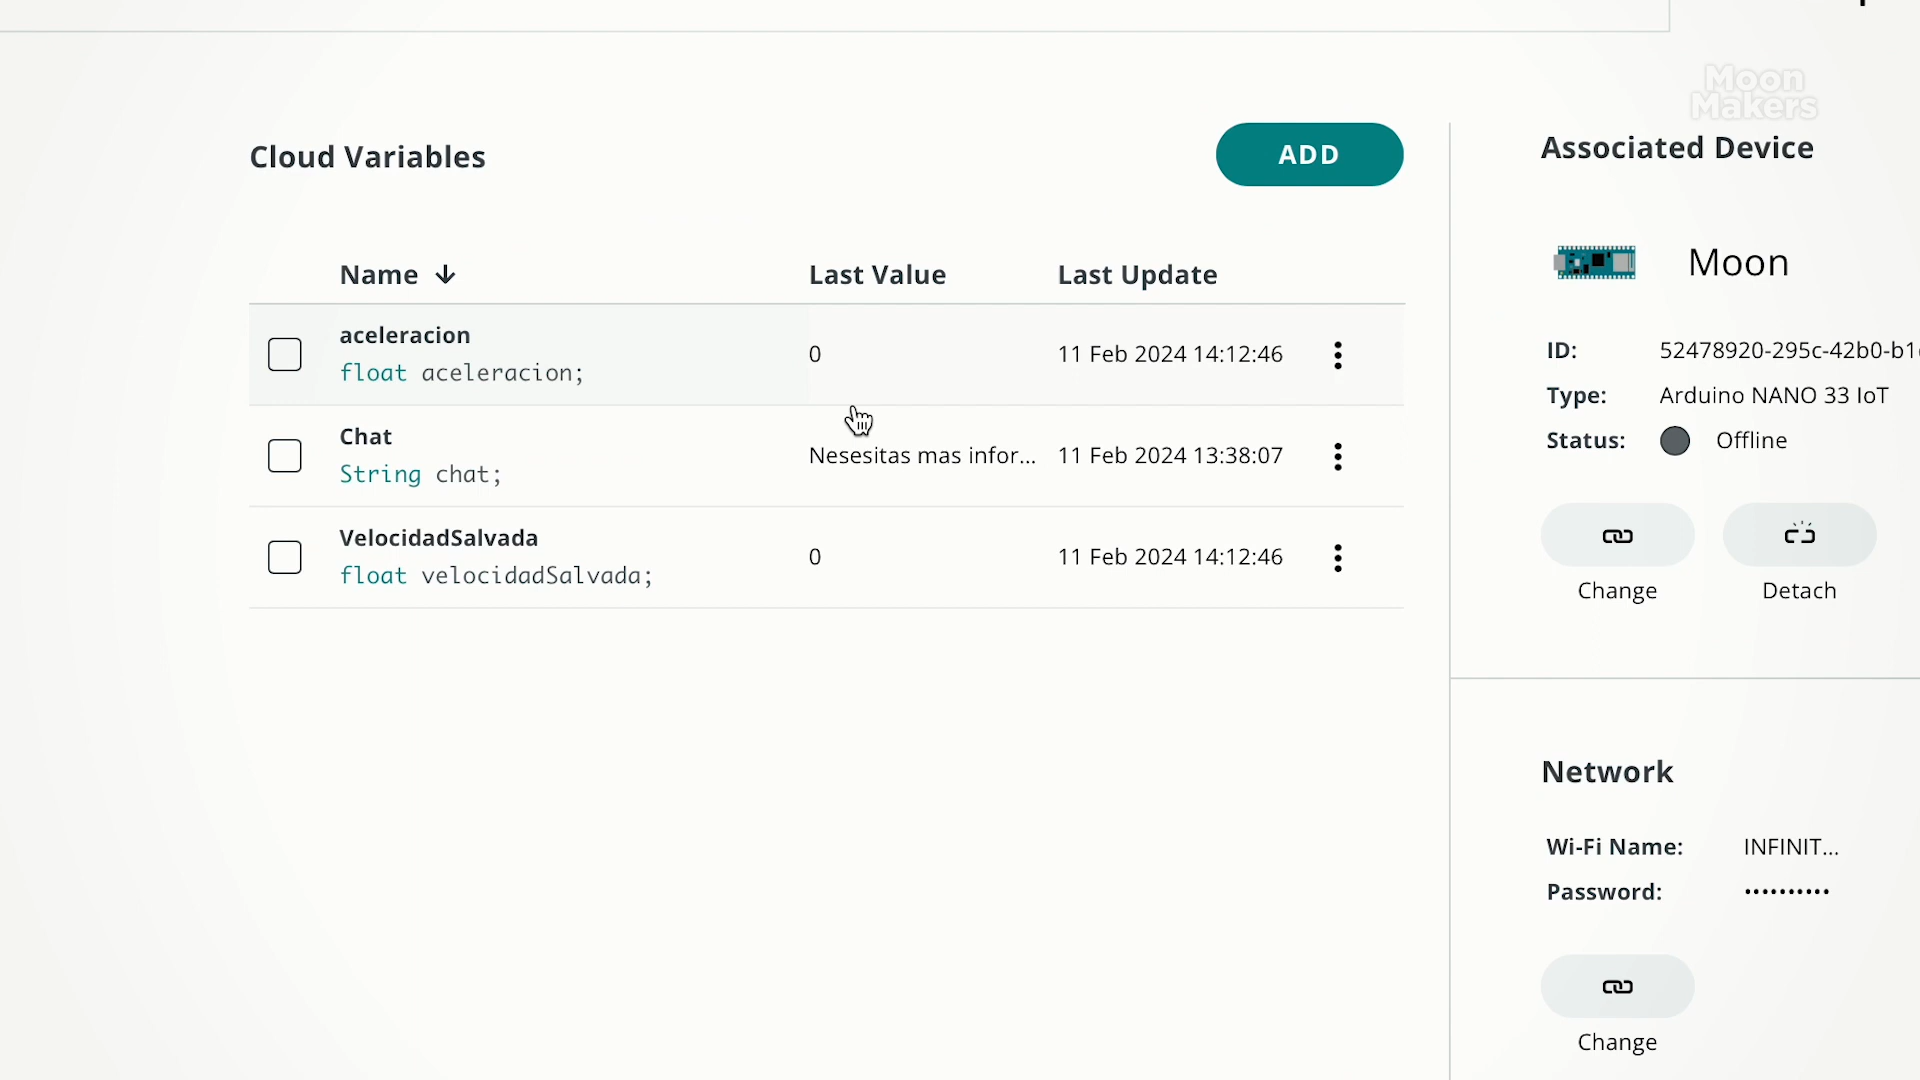 Moon
Makers
Cloud Variables
ADD
Name ↓ Last Value Last Update
aceleracion
float aceleracion;
0 11 Feb 2024 14:12:46
Chat
String chat;
Nesesitas mas infor... 11 Feb 2024 13:38:07
VelocidadSalvada
float velocidadSalvada;
0 11 Feb 2024 14:12:46
Associated Device
Moon
ID: 52478920-295c-42b0-b1
Type: Arduino NANO 33 IoT
Status: Offline
Change Detach
Network
Wi-Fi Name: INFINIT...
Password: ••••••••••
Change